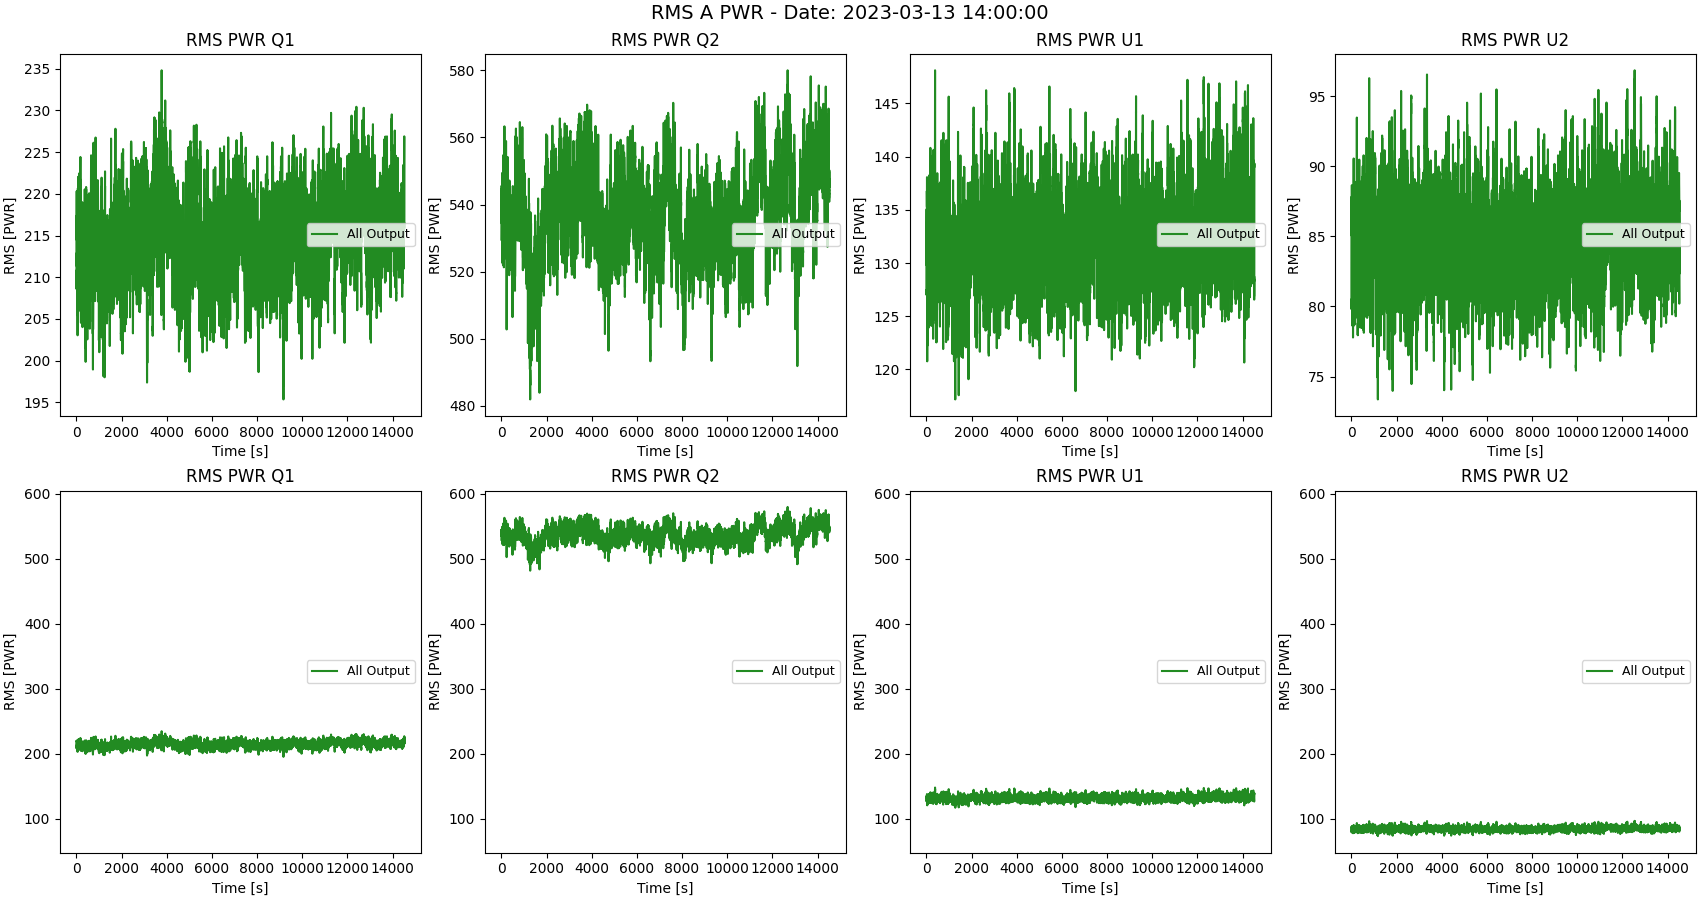 RMS A PWR - Date: 2023-03-13 14:00:00
RMS PWR Q1
RMS [PWR]
235
230
225
220
215
210
205
200
195
All Output
0 2000 4000 6000 8000 10000 12000 14000
Time [s]
RMS PWR Q2
RMS [PWR]
580
560
540
520
500
480
All Output
0 2000 4000 6000 8000 10000 12000 14000
Time [s]
RMS PWR U1
RMS [PWR]
145
140
135
130
125
120
All Output
0 2000 4000 6000 8000 10000 12000 14000
Time [s]
RMS PWR U2
RMS [PWR]
95
90
85
80
75
All Output
0 2000 4000 6000 8000 10000 12000 14000
Time [s]
RMS PWR Q1
RMS [PWR]
600
500
400
300
200
100
All Output
0 2000 4000 6000 8000 10000 12000 14000
Time [s]
RMS PWR Q2
RMS [PWR]
600
500
400
300
200
100
All Output
0 2000 4000 6000 8000 10000 12000 14000
Time [s]
RMS PWR U1
RMS [PWR]
600
500
400
300
200
100
All Output
0 2000 4000 6000 8000 10000 12000 14000
Time [s]
RMS PWR U2
RMS [PWR]
600
500
400
300
200
100
All Output
0 2000 4000 6000 8000 10000 12000 14000
Time [s]